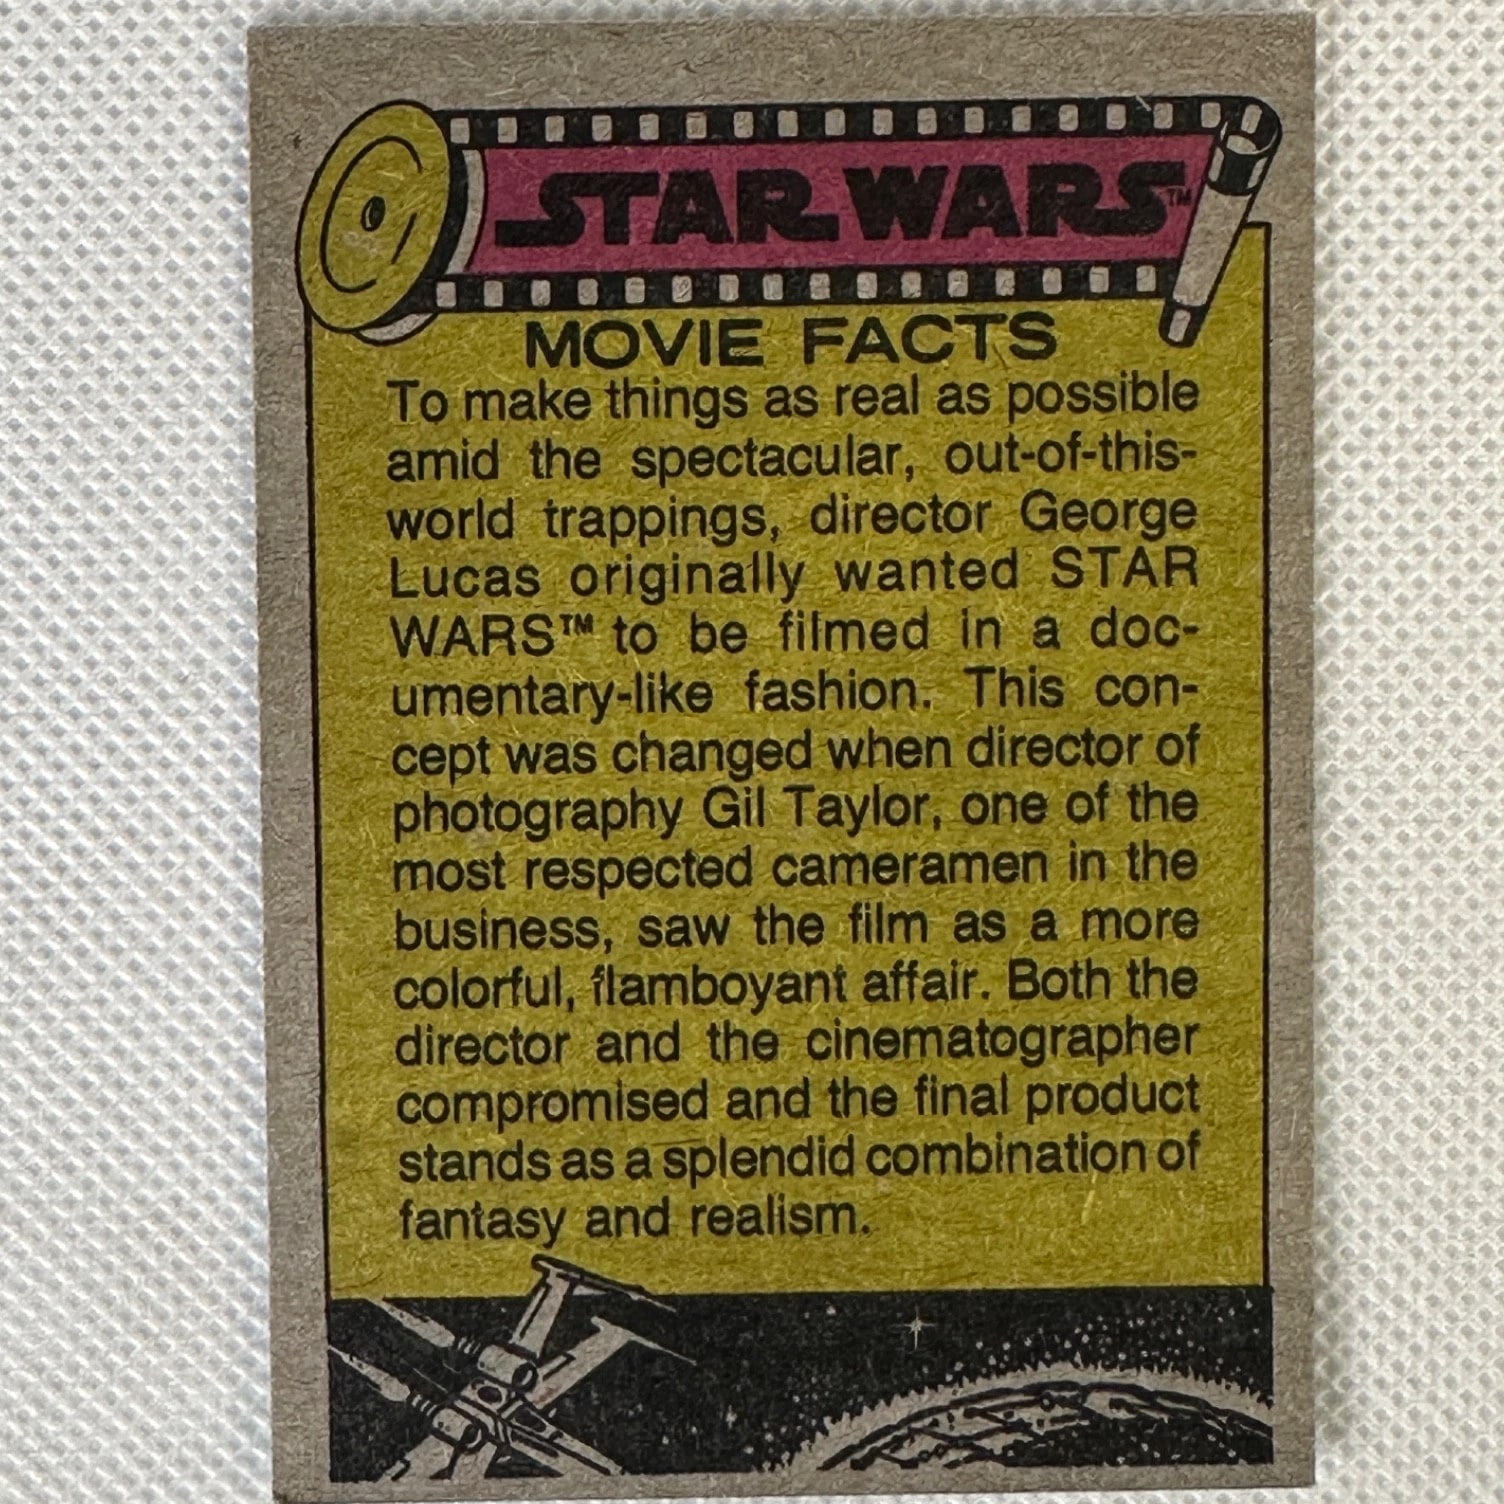 STAR WARS™
MOVIE FACTS
To make things as real as possible
amid the spectacular, out-of-this-
world trappings, director George
Lucas originally wanted STAR
WARS™ to be filmed in a doc-
umentary-like fashion. This con-
cept was changed when director of
photography Gil Taylor, one of the
most respected cameramen in the
business, saw the film as a more
colorful, flamboyant affair. Both the
director and the cinematographer
compromised and the final product
stands as a splendid combination of
fantasy and realism.